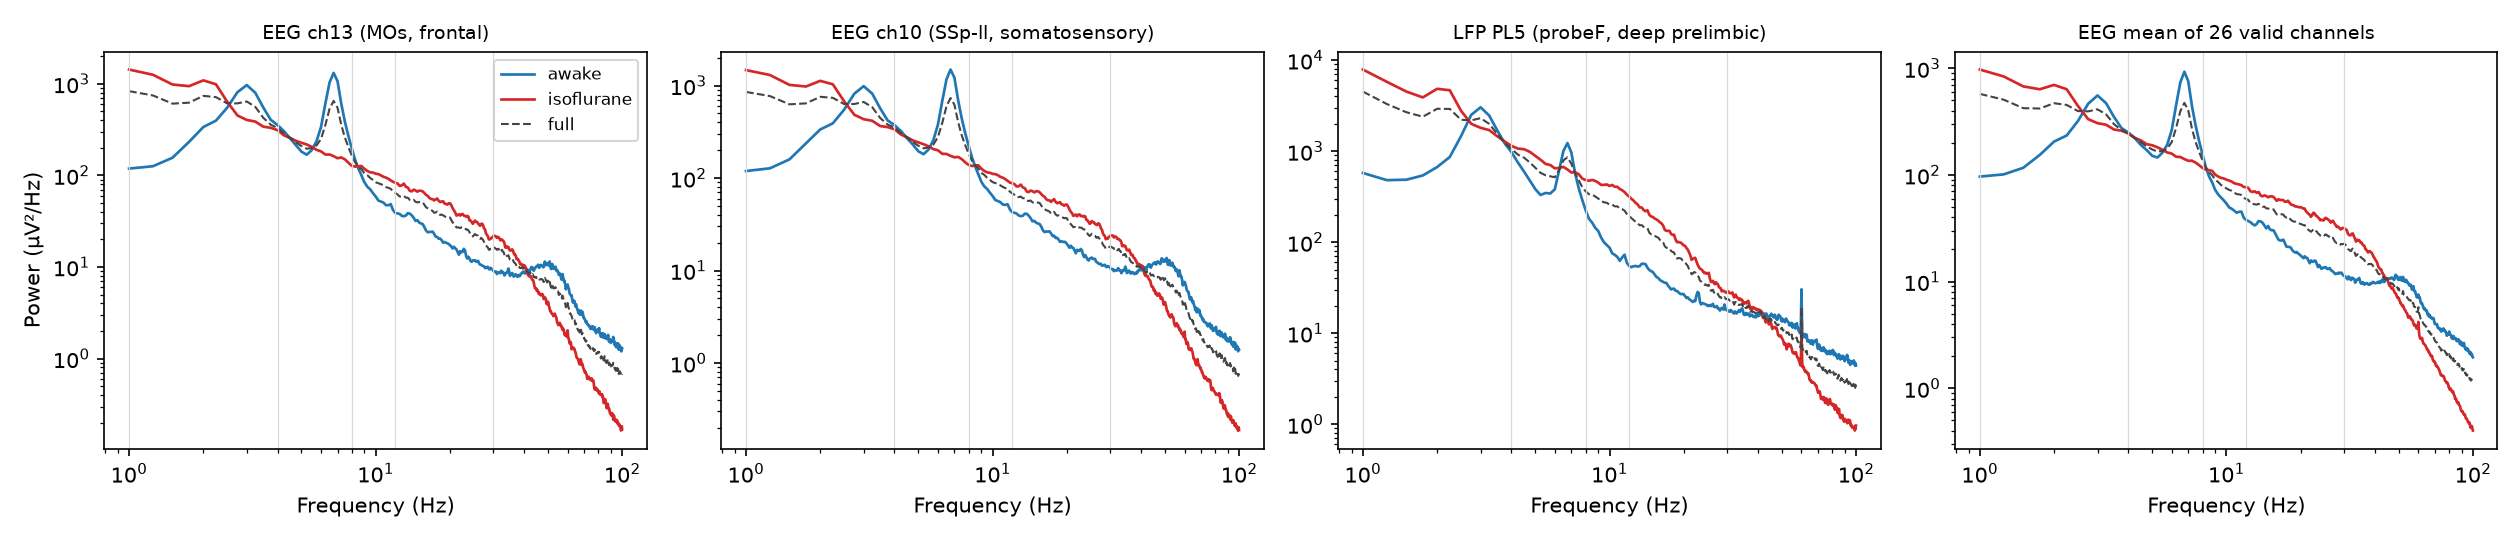 EEG ch13 (MOs, frontal)
EEG ch10 (SSp-ll, somatosensory)
LFP PL5 (probeF, deep prelimbic)
EEG mean of 26 valid channels
awake
isoflurane
full
Power (µV²/Hz)
10³
10²
10¹
10⁰
10³
10²
10¹
10⁰
10⁴
10³
10²
10¹
10⁰
10³
10²
10¹
10⁰
10⁰
10¹
10²
10⁰
10¹
10²
10⁰
10¹
10²
10⁰
10¹
10²
Frequency (Hz)
Frequency (Hz)
Frequency (Hz)
Frequency (Hz)